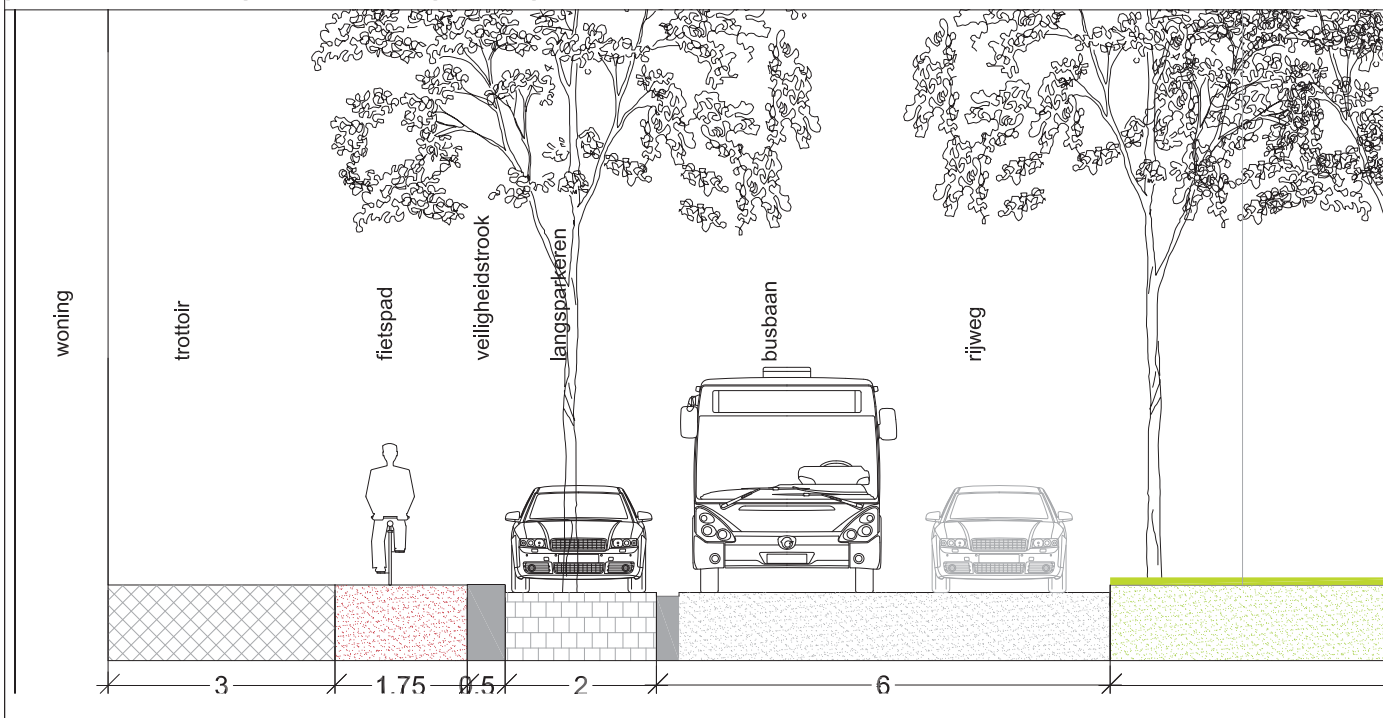 woning
trottoir
fietspad
veiligheidstrook
langsparkeren
busbaan
rijweg
3
1.75
0.5
2
6